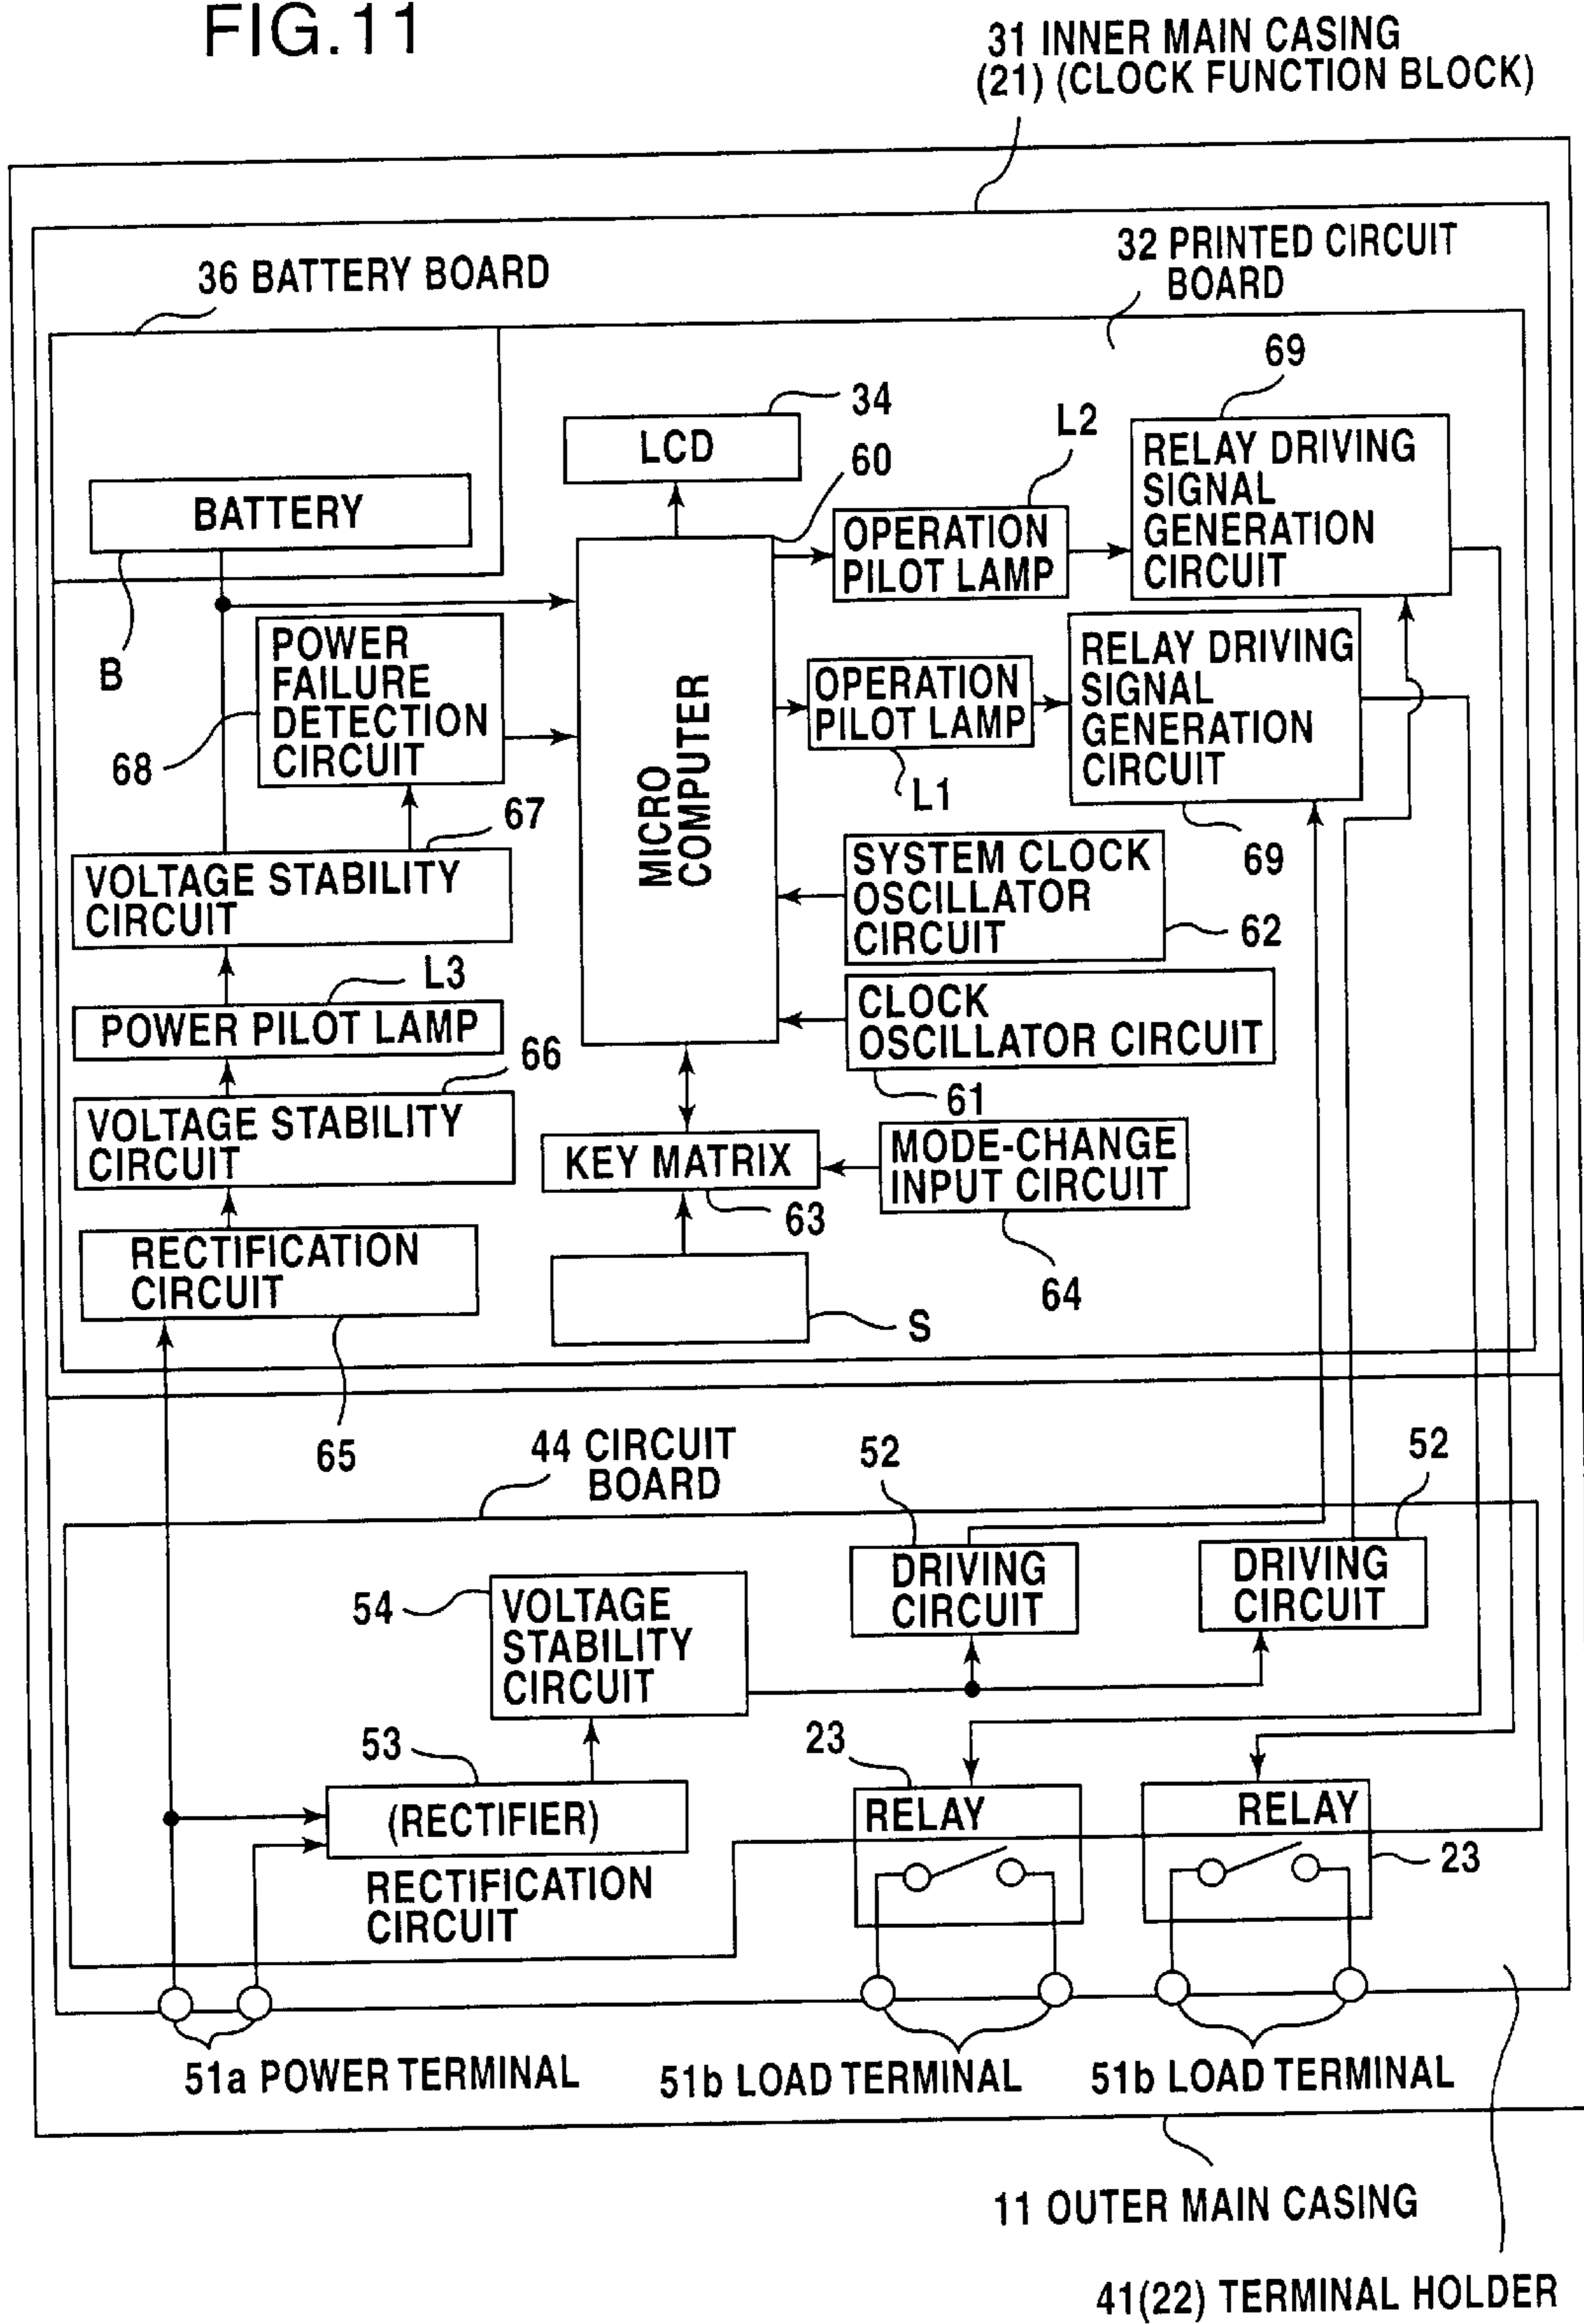 FIG.11
31 INNER MAIN CASING
(21) (CLOCK FUNCTION BLOCK)
32 PRINTED CIRCUIT
BOARD
36 BATTERY BOARD
69
34
LCD
L2
60
RELAY DRIVING
SIGNAL
GENERATION
CIRCUIT
BATTERY
OPERATION
PILOT LAMP
B
POWER
FAILURE
DETECTION
CIRCUIT
68
MICRO
COMPUTER
OPERATION
PILOT LAMP
L1
RELAY DRIVING
SIGNAL
GENERATION
CIRCUIT
69
67
VOLTAGE STABILITY
CIRCUIT
SYSTEM CLOCK
OSCILLATOR
CIRCUIT
62
L3
POWER PILOT LAMP
CLOCK
OSCILLATOR CIRCUIT
61
66
VOLTAGE STABILITY
CIRCUIT
KEY MATRIX
63
MODE-CHANGE
INPUT CIRCUIT
64
RECTIFICATION
CIRCUIT
65
S
44 CIRCUIT
BOARD
52
52
DRIVING
CIRCUIT
DRIVING
CIRCUIT
54
VOLTAGE
STABILITY
CIRCUIT
53
(RECTIFIER)
RECTIFICATION
CIRCUIT
23
RELAY
RELAY
23
51a POWER TERMINAL
51b LOAD TERMINAL
51b LOAD TERMINAL
11 OUTER MAIN CASING
41(22) TERMINAL HOLDER